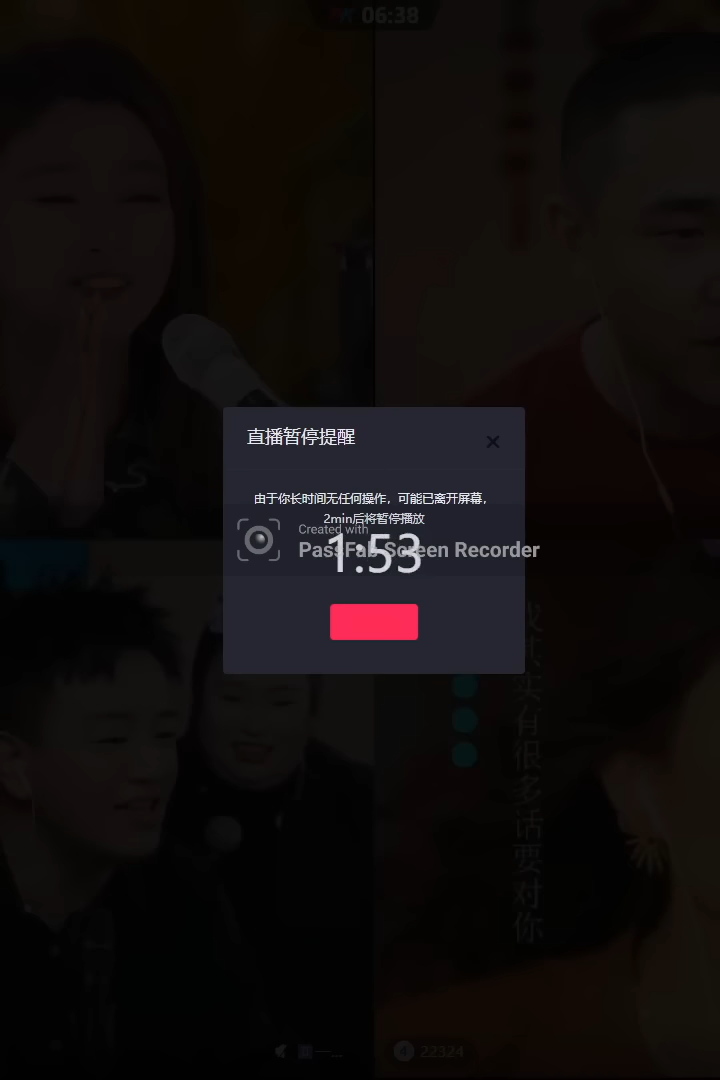 06:38
直播暂停提醒
由于你长时间无任何操作，可能已离开屏幕，
2min后将暂停播放
Created with
PassFab Screen Recorder
1:53
我其实有很多话要对你
22324